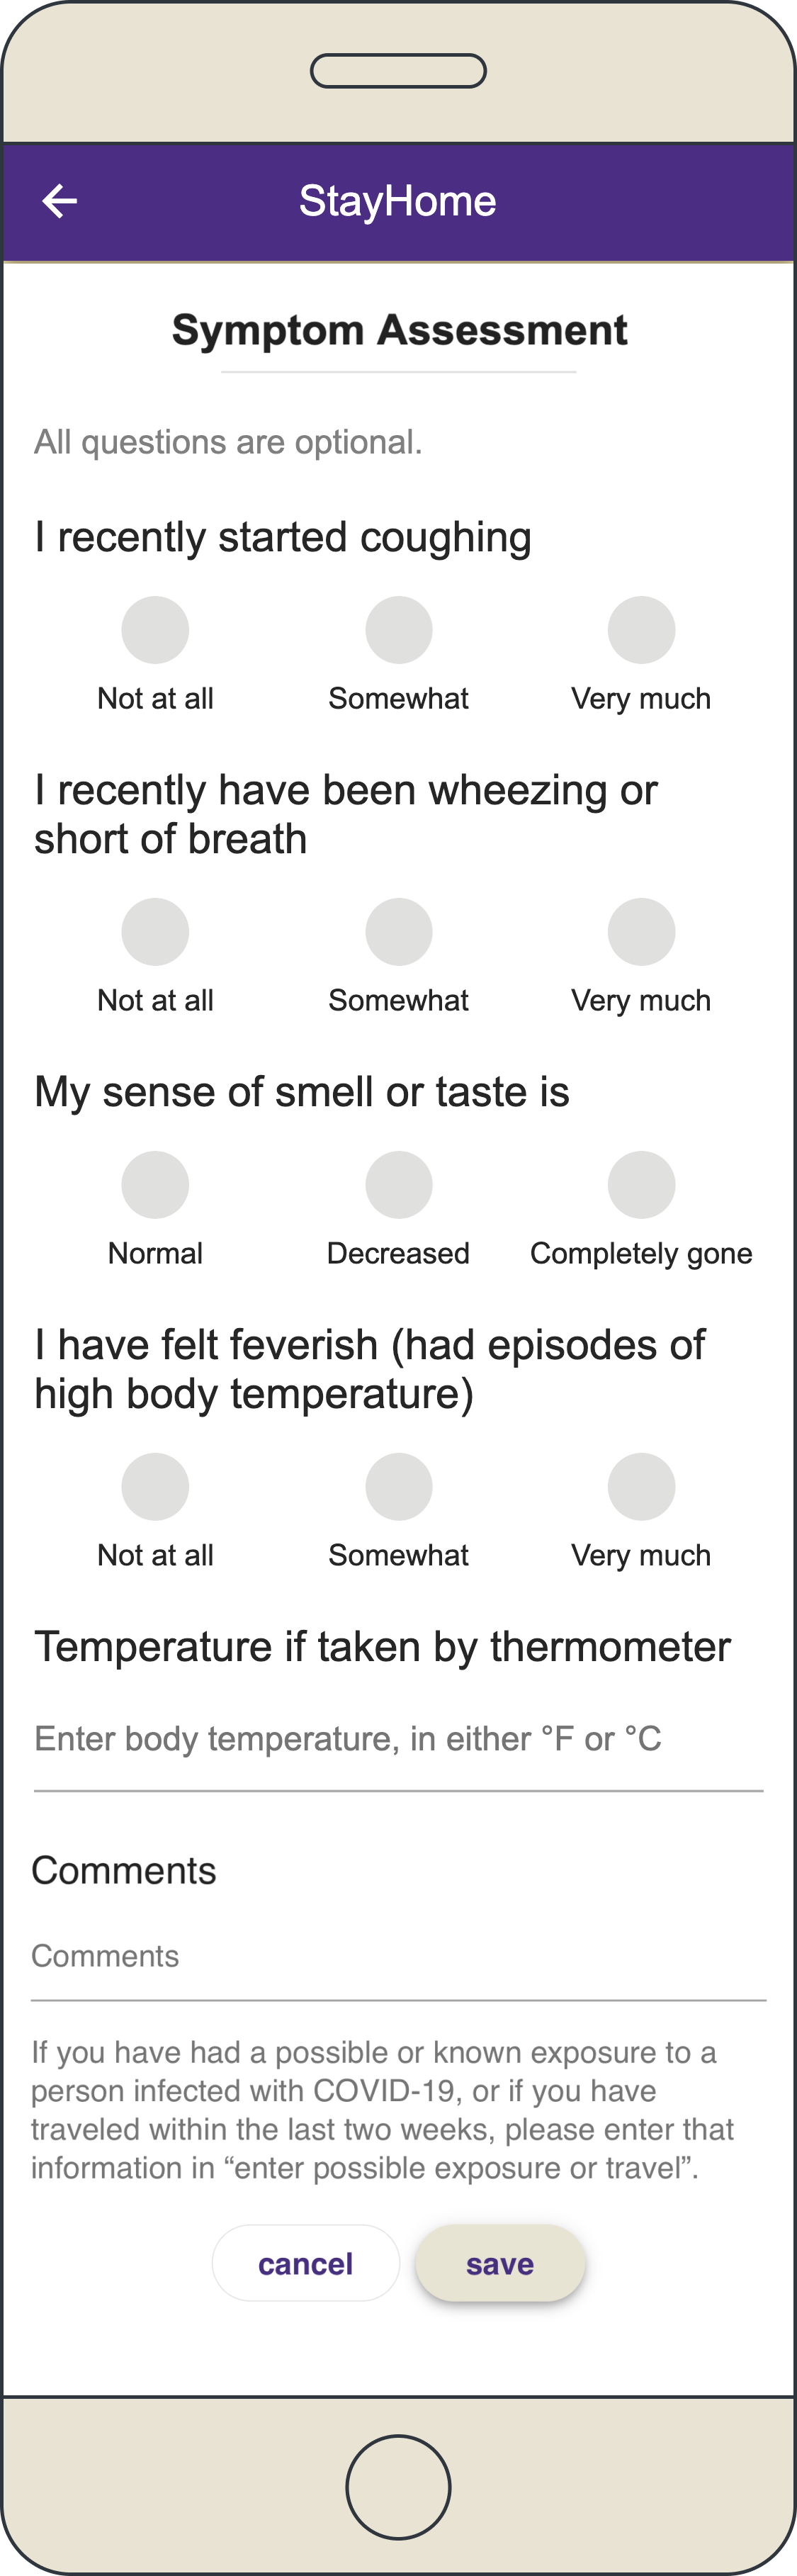 StayHome
Symptom Assessment
All questions are optional.
I recently started coughing
Not at all Somewhat Very much
I recently have been wheezing or
short of breath
Not at all Somewhat Very much
My sense of smell or taste is
Normal Decreased Completely gone
I have felt feverish (had episodes of
high body temperature)
Not at all Somewhat Very much
Temperature if taken by thermometer
Enter body temperature, in either °F or °C
Comments
Comments
If you have had a possible or known exposure to a
person infected with COVID-19, or if you have
traveled within the last two weeks, please enter that
information in “enter possible exposure or travel”.
cancel save